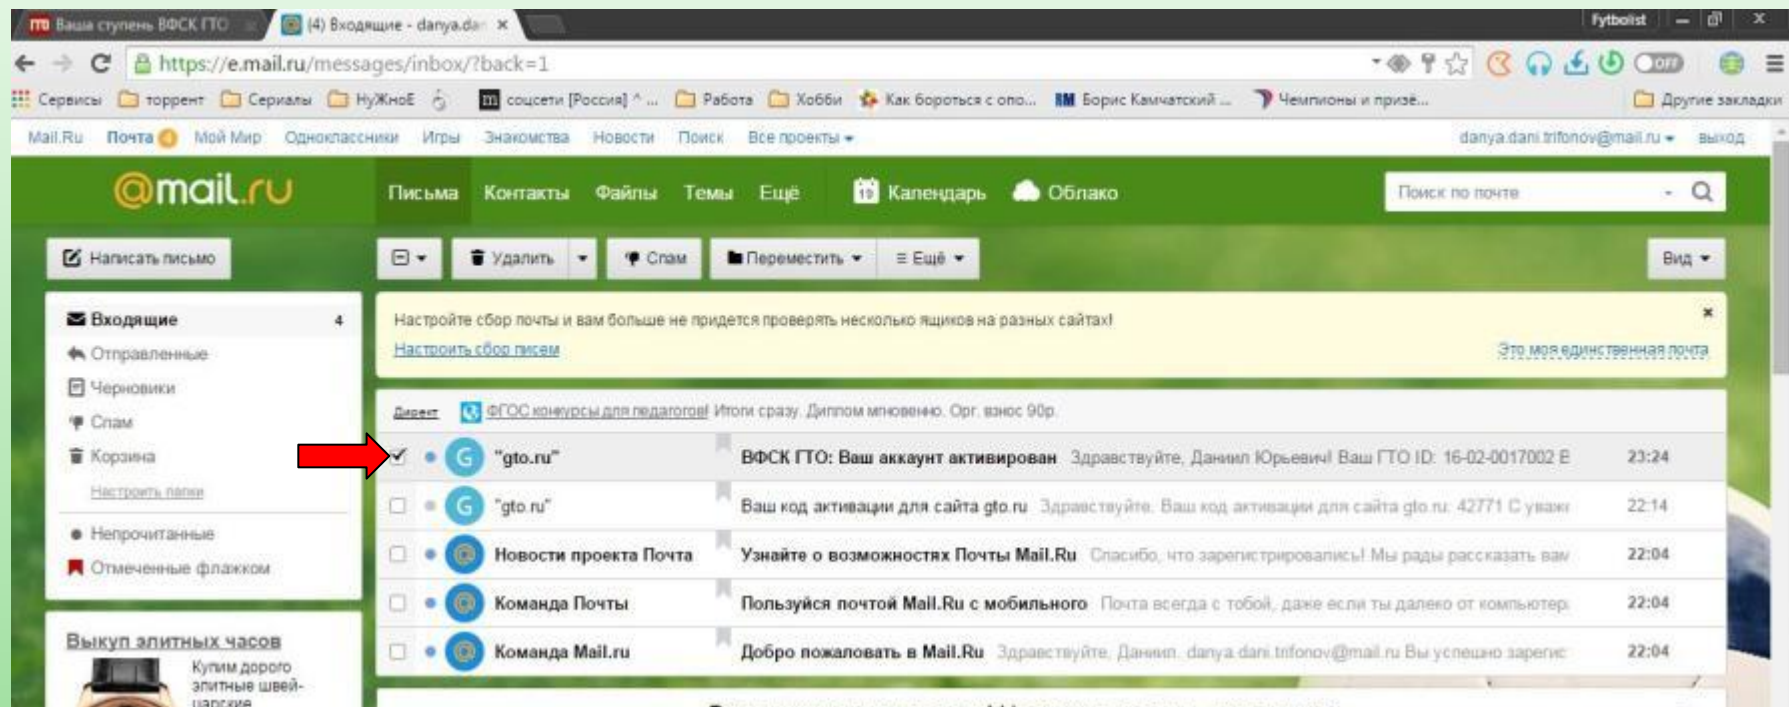 Ваша ступень ВФСК ГТО (4) Входящие - danya.da Fytbolist
https://e.mail.ru/messages/inbox/?back=1 OFF
Сервисы торрент Сериалы НуЖноЕ соцсети [Россия] ^ ... Работа Хобби Как бороться с опо... Борис Камчатский ... Чемпионы и призё... Другие закладки
Mail.Ru Почта 4 Мой Мир Одноклассники Игры Знакомства Новости Поиск Все проекты danya.dani.trifonov@mail.ru выход
@mail.ru Письма Контакты Файлы Темы Ещё 19 Календарь Облако Поиск по почте
Написать письмо Удалить Спам Переместить Ещё Вид
Входящие 4
Отправленные
Черновики
Спам
Корзина
Настроить папки
Непрочитанные
Отмеченные флажком
Настройте сбор почты и вам больше не придется проверять несколько ящиков на разных сайтах!
Настроить сбор писем Это моя единственная почта
Директ ФГОС конкурсы для педагогов! Итоги сразу. Диплом мгновенно. Орг. взнос 90р.
G "gto.ru" ВФСК ГТО: Ваш аккаунт активирован Здравствуйте, Даниил Юрьевич! Ваш ГТО ID: 16-02-0017002 В 23:24
G "gto.ru" Ваш код активации для сайта gto.ru Здравствуйте. Ваш код активации для сайта gto.ru: 42771 С уваже 22:14
@ Новости проекта Почта Узнайте о возможностях Почты Mail.Ru Спасибо, что зарегистрировались! Мы рады рассказать вам 22:04
@ Команда Почты Пользуйся почтой Mail.Ru с мобильного Почта всегда с тобой, даже если ты далеко от компьютер. 22:04
@ Команда Mail.ru Добро пожаловать в Mail.Ru Здравствуйте, Даниил. danya.dani.trifonov@mail.ru Вы успешно зарегис 22:04
Выкуп элитных часов
Купим дорого
элитные швей-
царские